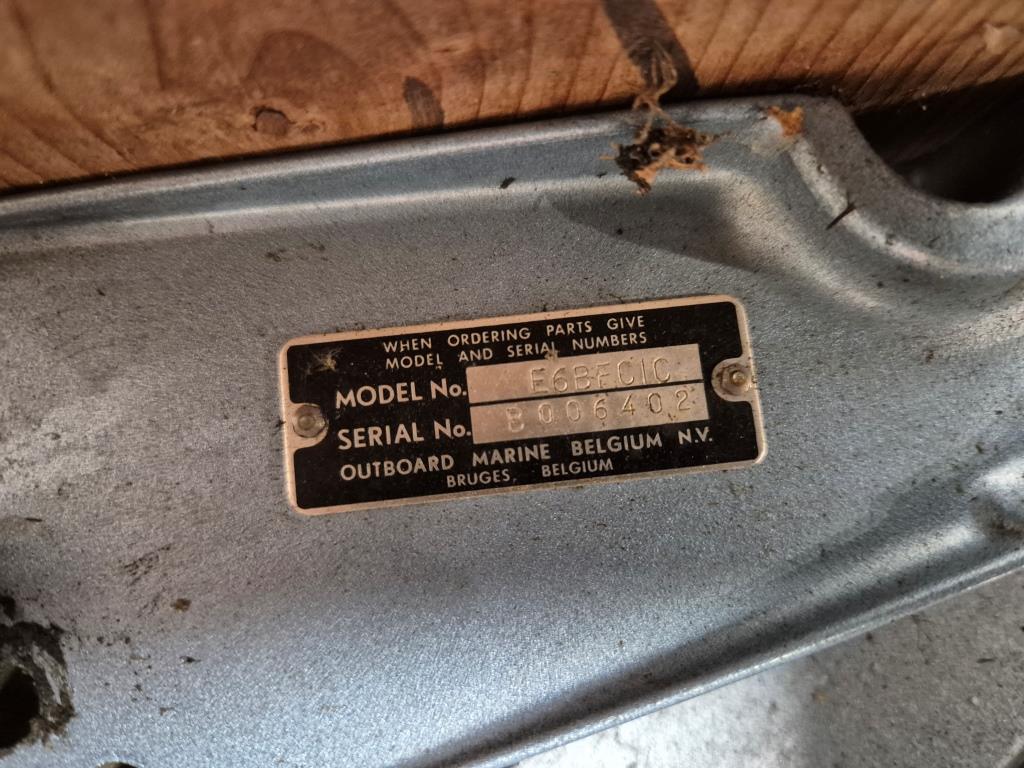 WHEN ORDERING PARTS GIVE
MODEL AND SERIAL NUMBERS
MODEL No. E6BFCIC
SERIAL No. B006402
OUTBOARD MARINE BELGIUM N.V.
BRUGES, BELGIUM